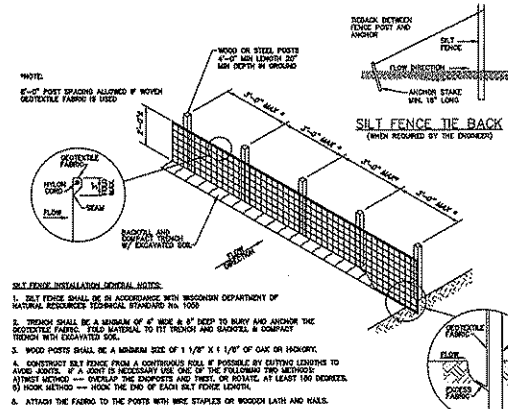 TIEBACK BETWEEN
FENCE POST AND
ANCHOR
SILT
FENCE
FLOW DIRECTION
ANCHOR STAKE
MIN. 18" LONG
SILT FENCE TIE BACK
(WHEN REQUIRED BY THE ENGINEER)
WOOD OR STEEL POSTS
4'-0" MIN LENGTH 20"
MIN DEPTH IN GROUND
*NOTE:
8'-0" POST SPACING ALLOWED IF WOVEN
GEOTEXTILE FABRIC IS USED
3'-0" MAX *
3'-0" MAX *
3'-0" MAX *
GEOTEXTILE
FABRIC
NYLON
CORD
SEAM
FLOW
BACKFILL AND
COMPACT TRENCH
W/ EXCAVATED SOIL
FLOW
DIRECTION
GEOTEXTILE
FABRIC
FLOW
EXCESS
FABRIC
SILT FENCE INSTALLATION GENERAL NOTES:
1. SILT FENCE SHALL BE IN ACCORDANCE WITH WISCONSIN DEPARTMENT OF
NATURAL RESOURCES TECHNICAL STANDARD No. 1056
2. TRENCH SHALL BE A MINIMUM OF 4" WIDE & 6" DEEP TO BURY AND ANCHOR THE
GEOTEXTILE FABRIC. FOLD MATERIAL TO FIT TRENCH AND BACKFILL & COMPACT
TRENCH WITH EXCAVATED SOIL.
3. WOOD POSTS SHALL BE A MINIMUM SIZE OF 1 1/8" X 1 1/8" OF OAK OR HICKORY.
4. CONSTRUCT SILT FENCE FROM A CONTINUOUS ROLL IF POSSIBLE BY CUTTING LENGTHS TO
AVOID JOINTS. IF A JOINT IS NECESSARY USE ONE OF THE FOLLOWING TWO METHODS:
A) TWIST METHOD -- OVERLAP THE ENDPOSTS AND TWIST, OR ROTATE, AT LEAST 180 DEGREES.
B) HOOK METHOD -- HOOK THE END OF EACH SILT FENCE LENGTH.
5. ATTACH THE FABRIC TO THE POSTS WITH WIRE STAPLES OR WOODEN LATH AND NAILS.